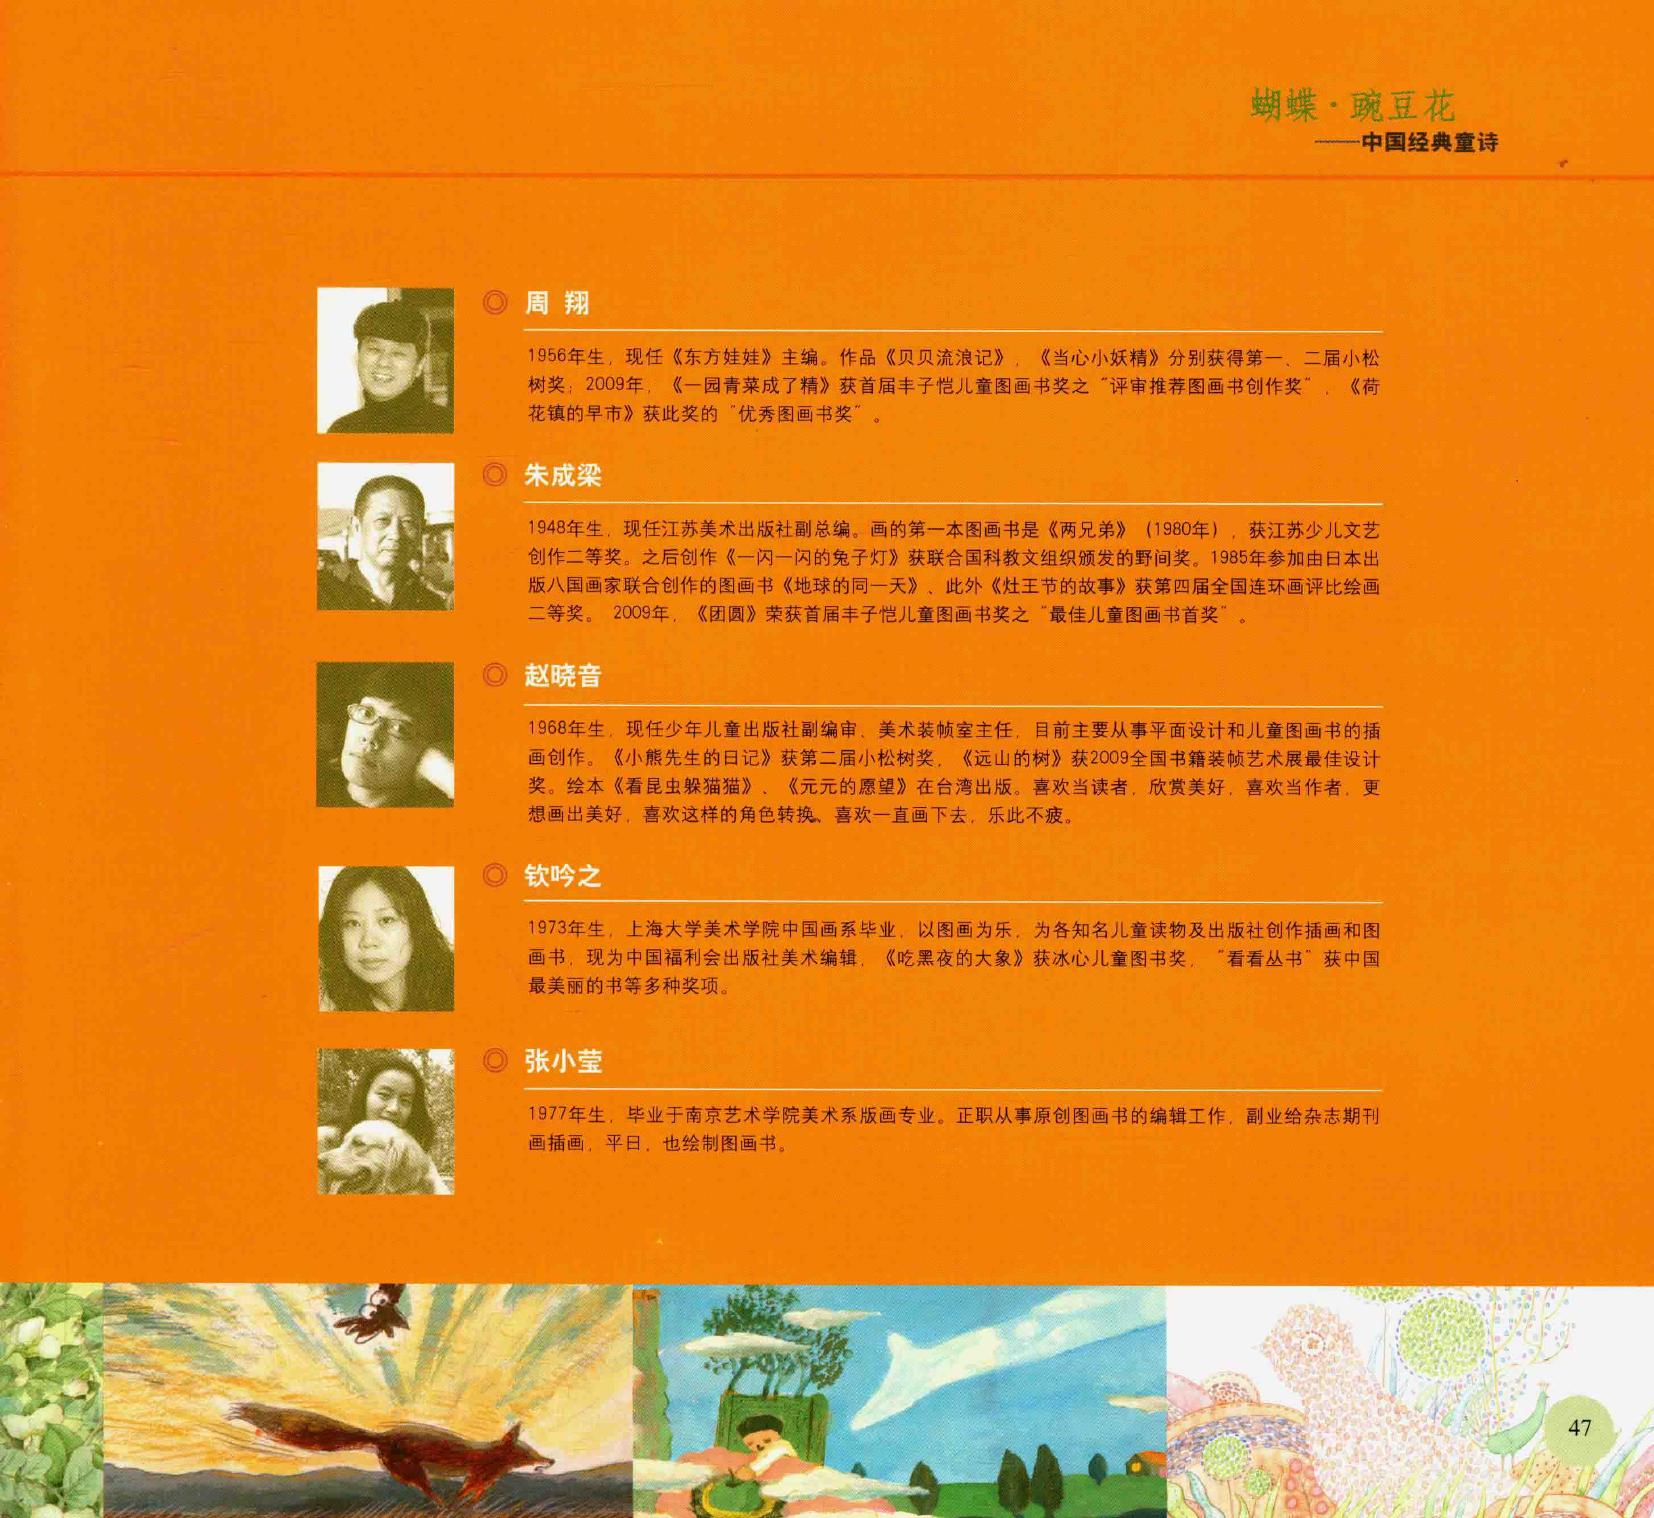 蝴蝶·豌豆花
——中国经典童诗
周 翔
1956年生，现任《东方娃娃》主编。作品《贝贝流浪记》，《当心小妖精》分别获得第一、二届小松
树奖；2009年，《一园青菜成了精》获首届丰子恺儿童图画书奖之“评审推荐图画书创作奖”，《荷
花镇的早市》获此奖的“优秀图画书奖”。
朱成梁
1948年生，现任江苏美术出版社副总编。画的第一本图画书是《两兄弟》（1980年），获江苏少儿文艺
创作二等奖。之后创作《一闪一闪的兔子灯》获联合国科教文组织颁发的野间奖。1985年参加由日本出
版八国画家联合创作的图画书《地球的同一天》、此外《灶王节的故事》获第四届全国连环画评比绘画
二等奖。 2009年，《团圆》荣获首届丰子恺儿童图画书奖之“最佳儿童图画书首奖”。
赵晓音
1968年生，现任少年儿童出版社副编审、美术装帧室主任，目前主要从事平面设计和儿童图画书的插
画创作。《小熊先生的日记》获第二届小松树奖，《远山的树》获2009全国书籍装帧艺术展最佳设计
奖。绘本《看昆虫躲猫猫》、《元元的愿望》在台湾出版。喜欢当读者，欣赏美好，喜欢当作者，更
想画出美好，喜欢这样的角色转换、喜欢一直画下去，乐此不疲。
钦吟之
1973年生，上海大学美术学院中国画系毕业，以图画为乐，为各知名儿童读物及出版社创作插画和图
画书，现为中国福利会出版社美术编辑，《吃黑夜的大象》获冰心儿童图书奖，“看看丛书”获中国
最美丽的书等多种奖项。
张小莹
1977年生，毕业于南京艺术学院美术系版画专业。正职从事原创图画书的编辑工作，副业给杂志期刊
画插画，平日，也绘制图画书。
47